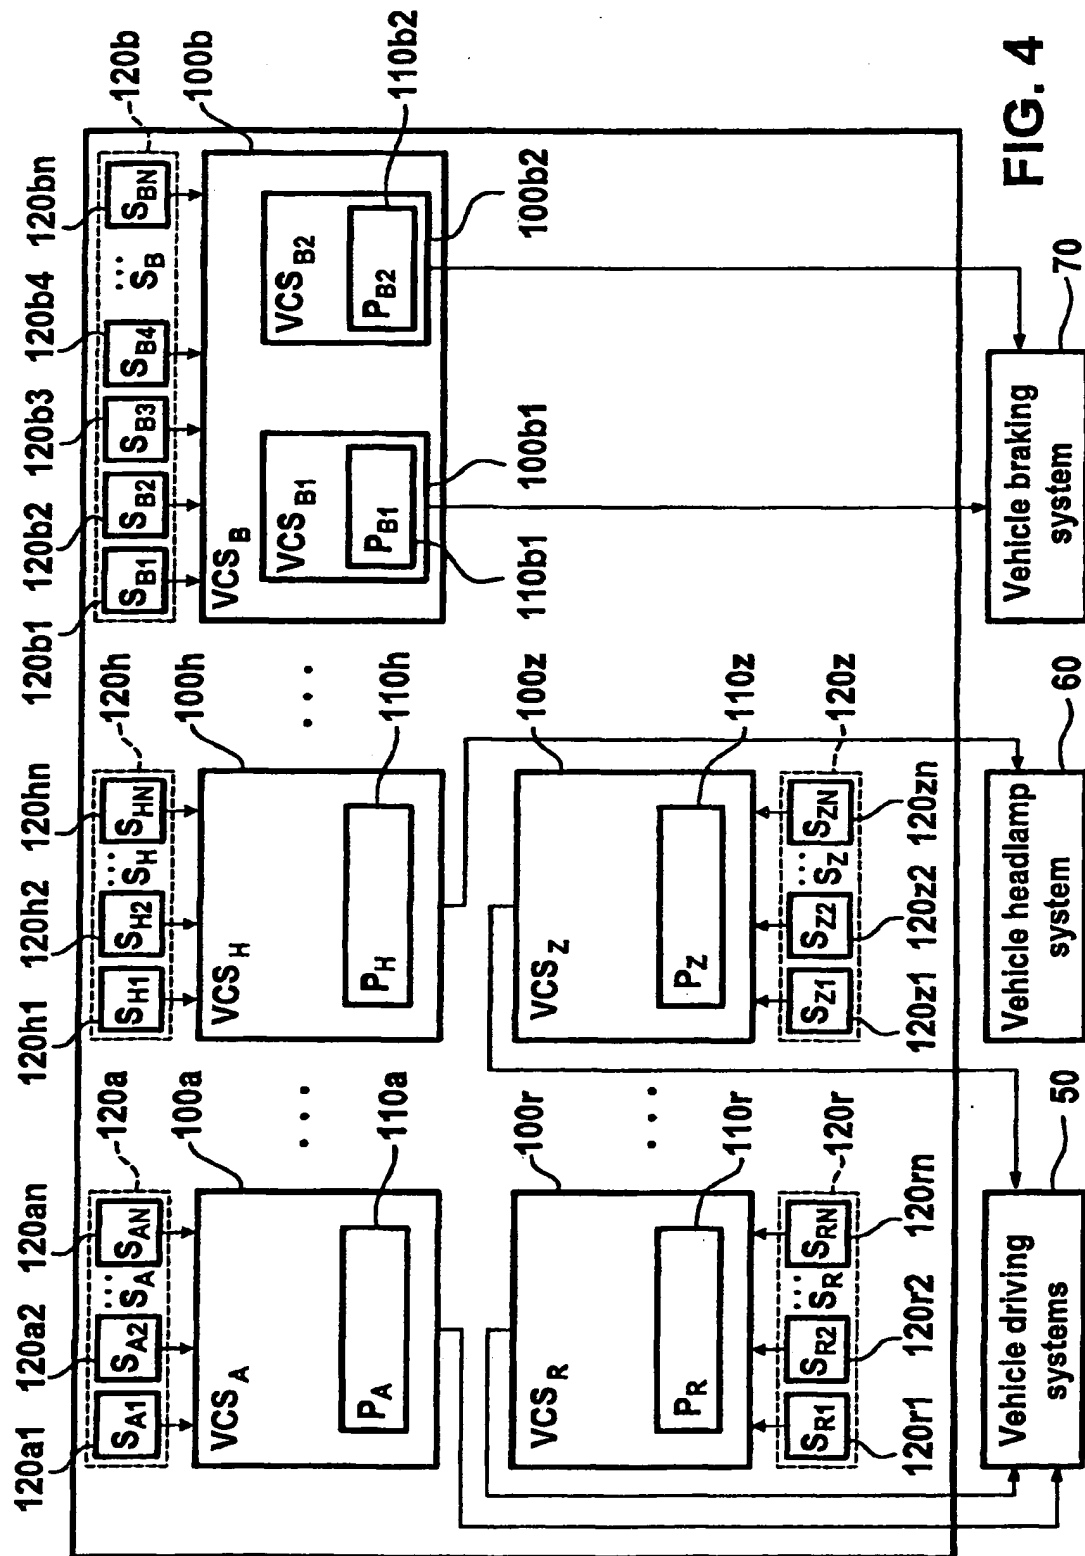 120a1 120a2 120an 120a
S_A1 S_A2 ... S_A S_AN
100a
VCS_A
P_A
110a
...
120h1 120h2 120hn 120h
S_H1 S_H2 ... S_H S_HN
100h
VCS_H
P_H
110h
...
120b1 120b2 120b3 120b4 120bn 120b
S_B1 S_B2 S_B3 S_B4 ... S_B S_BN
100b
VCS_B
VCS_B1
P_B1
110b1
100b1
VCS_B2
P_B2
110b2
100b2
100r
VCS_R
P_R
110r
...
S_R1 S_R2 ... S_R S_RN
120r1 120r2 120rn 120r
100z
VCS_Z
P_Z
110z
S_Z1 S_Z2 ... S_Z S_ZN
120z1 120z2 120zn 120z
Vehicle driving
systems
50
Vehicle headlamp
system
60
Vehicle braking
system
70
FIG. 4